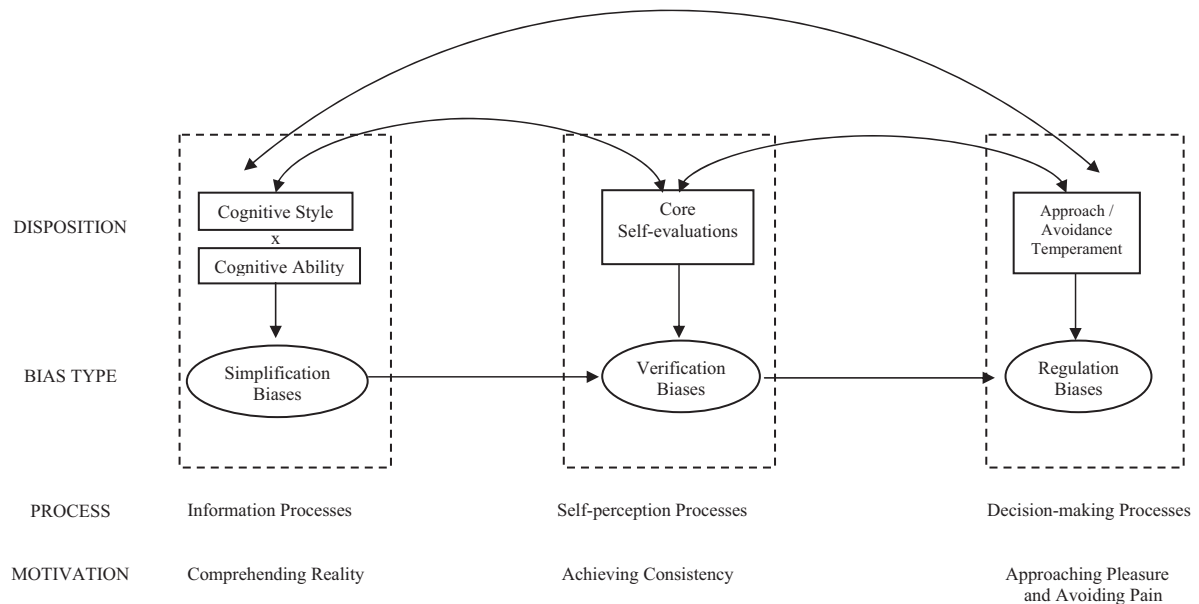 DISPOSITION
Cognitive Style
x
Cognitive Ability
Core
Self-evaluations
Approach /
Avoidance
Temperament
BIAS TYPE
Simplification
Biases
Verification
Biases
Regulation
Biases
PROCESS
Information Processes
Self-perception Processes
Decision-making Processes
MOTIVATION
Comprehending Reality
Achieving Consistency
Approaching Pleasure
and Avoiding Pain